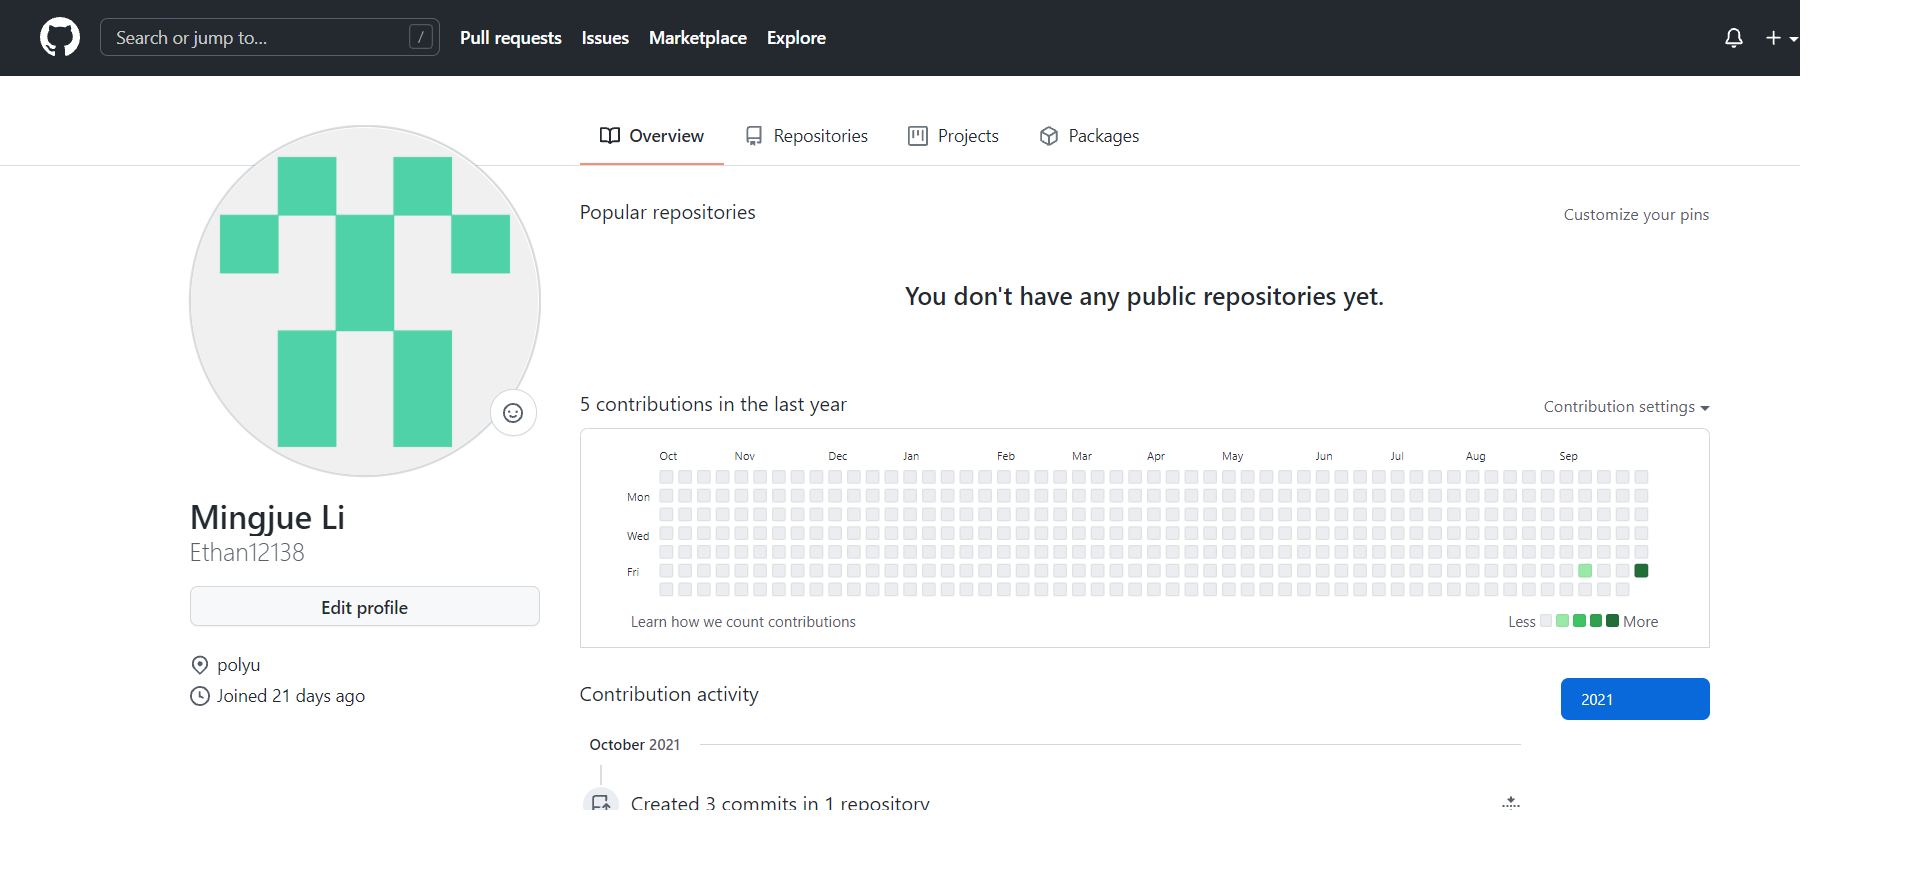 Search or jump to... / Pull requests Issues Marketplace Explore
Overview Repositories Projects Packages
Popular repositories Customize your pins
You don't have any public repositories yet.
5 contributions in the last year Contribution settings
Oct Nov Dec Jan Feb Mar Apr May Jun Jul Aug Sep
Mon
Wed
Fri
Learn how we count contributions Less More
Mingjue Li
Ethan12138
Edit profile
polyu
Joined 21 days ago
Contribution activity 2021
October 2021
Created 3 commits in 1 repository